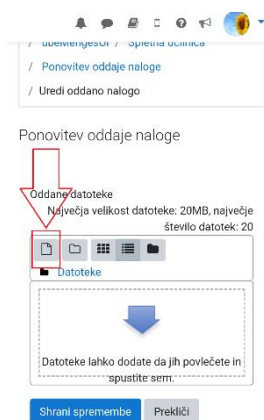 / Spletna učilnica
/ Ponovitev oddaje naloge
/ Uredi oddano nalogo
Ponovitev oddaje naloge
Oddane datoteke
Največja velikost datoteke: 20MB, največje
število datotek: 20
Datoteke
Datoteke lahko dodate da jih povlečete in
spustite sem.
Shrani spremembe
Prekliči